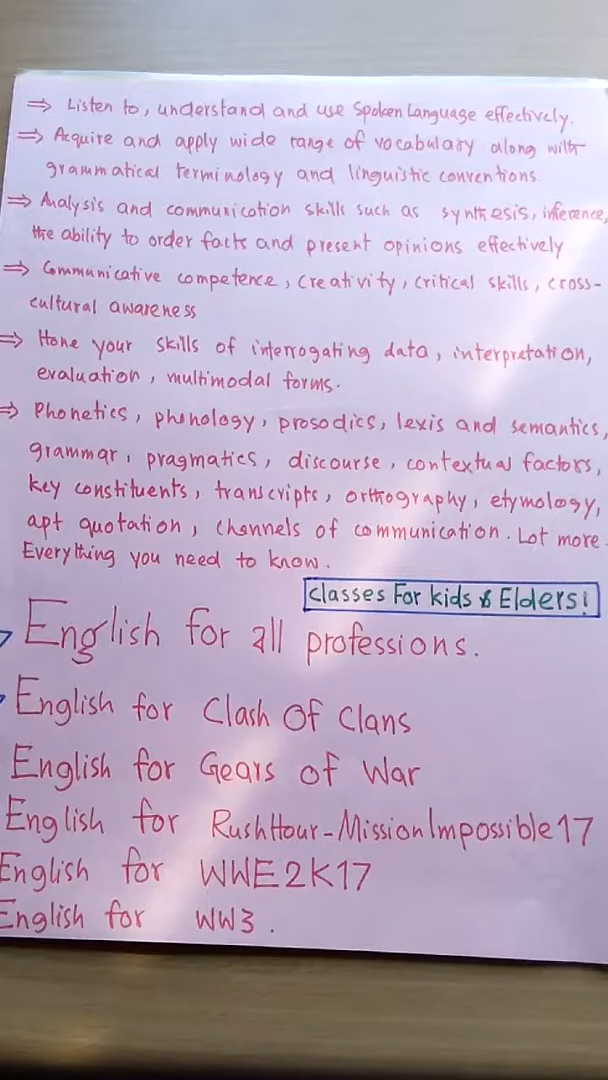 ⇒ Listen to, understand and use Spoken Language effectively.
⇒ Acquire and apply wide range of vocabulary along with
grammatical terminology and linguistic conventions.
⇒ Analysis and communication skills such as synthesis, inference,
the ability to order facts and present opinions effectively
⇒ Communicative competence, creativity, critical skills, cross-
cultural awareness
⇒ Hone your skills of interrogating data, interpretation,
evaluation, multimodal forms.
⇒ Phonetics, phonology, prosodics, lexis and semantics,
grammar, pragmatics, discourse, contextual factors,
key constituents, transcripts, orthography, etymology,
apt quotation, channels of communication. Lot more.
Everything you need to know.
Classes For kids & Elders!
English for all professions.
English for Clash Of Clans
English for Gears of War
English for RushHour-MissionImpossible17
English for WWE2K17
English for WW3.